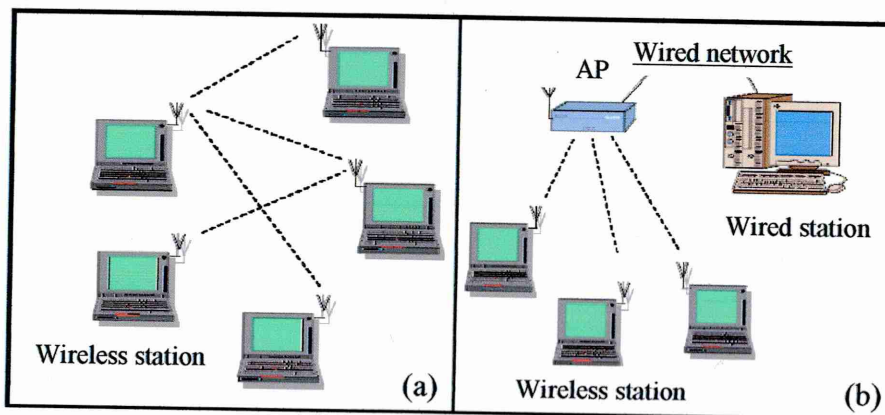 Wireless station
(a)
AP
Wired network
Wired station
Wireless station
(b)